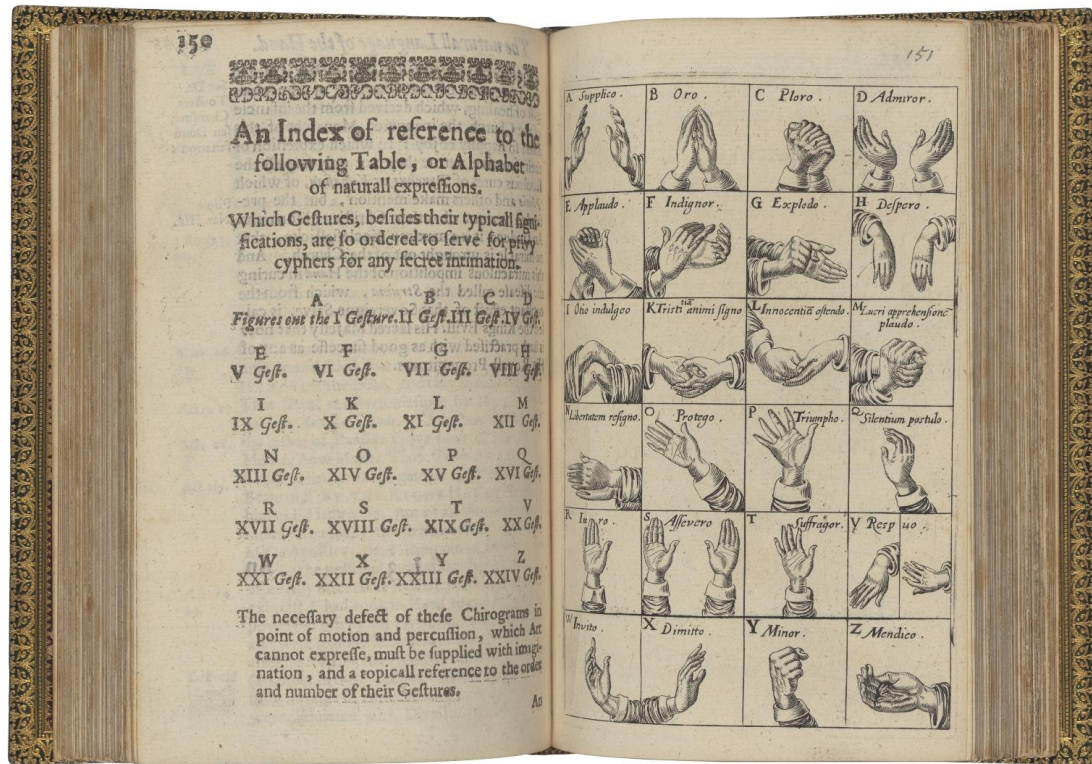 150
An Index of reference to the
following Table, or Alphabet
of naturall expreſſions.
Which Geſtures, beſides their typicall ſigni-
fications, are ſo ordered to ſerve for privy
cyphers for any ſecret intimation.
A B C D
Figures out the I Geſture. II Geſt. III Geſt. IV Geſt.
E F G H
V Geſt. VI Geſt. VII Geſt. VIII Geſt.
I K L M
IX Geſt. X Geſt. XI Geſt. XII Geſt.
N O P Q
XIII Geſt. XIV Geſt. XV Geſt. XVI Geſt.
R S T V
XVII Geſt. XVIII Geſt. XIX Geſt. XX Geſt.
W X Y Z
XXI Geſt. XXII Geſt. XXIII Geſt. XXIV Geſt.
The neceſſary defect of theſe Chirograms in
point of motion and percuſſion, which Art
cannot expreſſe, muſt be ſupplied with imagi-
nation, and a topicall reference to the order
and number of their Geſtures.
An
151
A Supplico. B Oro. C Ploro. D Admiror.
E Applaudo. F Indignor. G Explodo. H Deſpero.
I Otio indulgeo K Triſtitiā animi ſigno L Innocentiā oſtendo. M Lucri apprehenſionē
plaudo.
N Libertatem reſigno. O Protego. P Triumpho. Q Silentium poſtulo.
R Iuro. S Aſſevero T Suffragor. V Reſpuo.
W Invito. X Dimitto. Y Minor. Z Mendico.